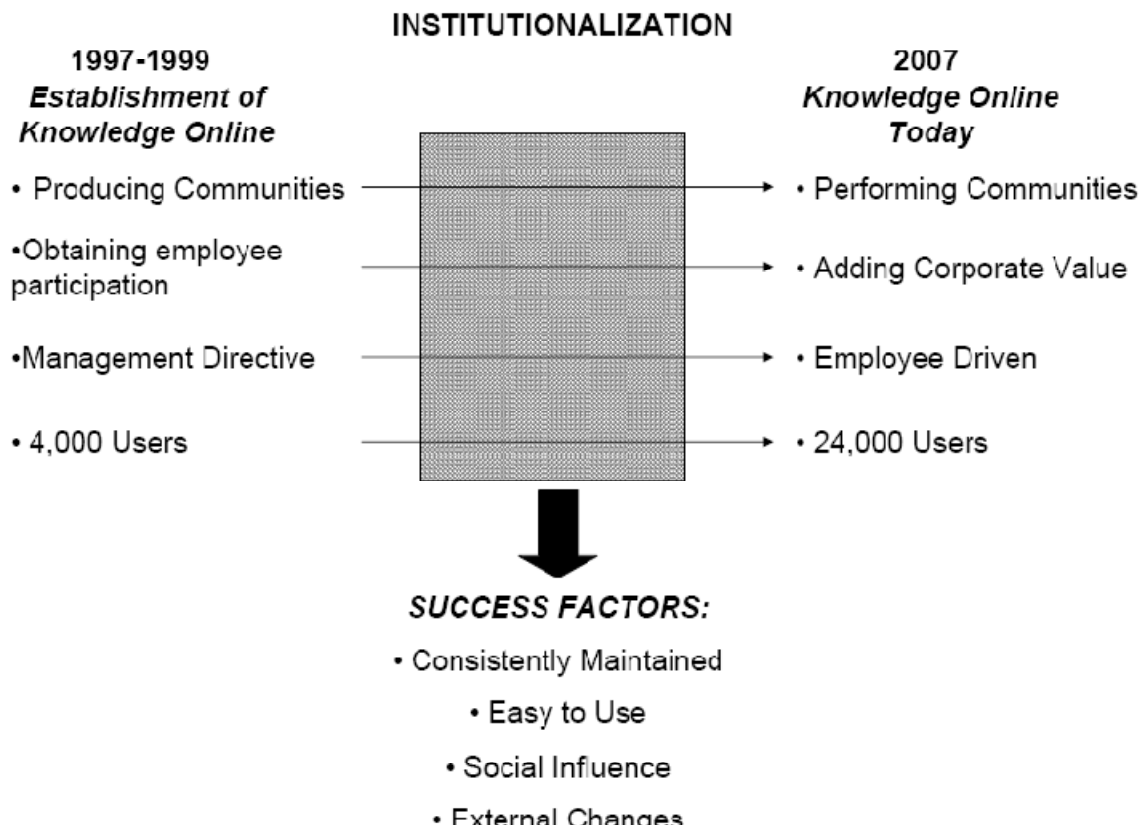 INSTITUTIONALIZATION
1997-1999
Establishment of
Knowledge Online
• Producing Communities
•Obtaining employee
participation
•Management Directive
• 4,000 Users
2007
Knowledge Online
Today
• Performing Communities
• Adding Corporate Value
• Employee Driven
• 24,000 Users
SUCCESS FACTORS:
• Consistently Maintained
• Easy to Use
• Social Influence
• External Changes